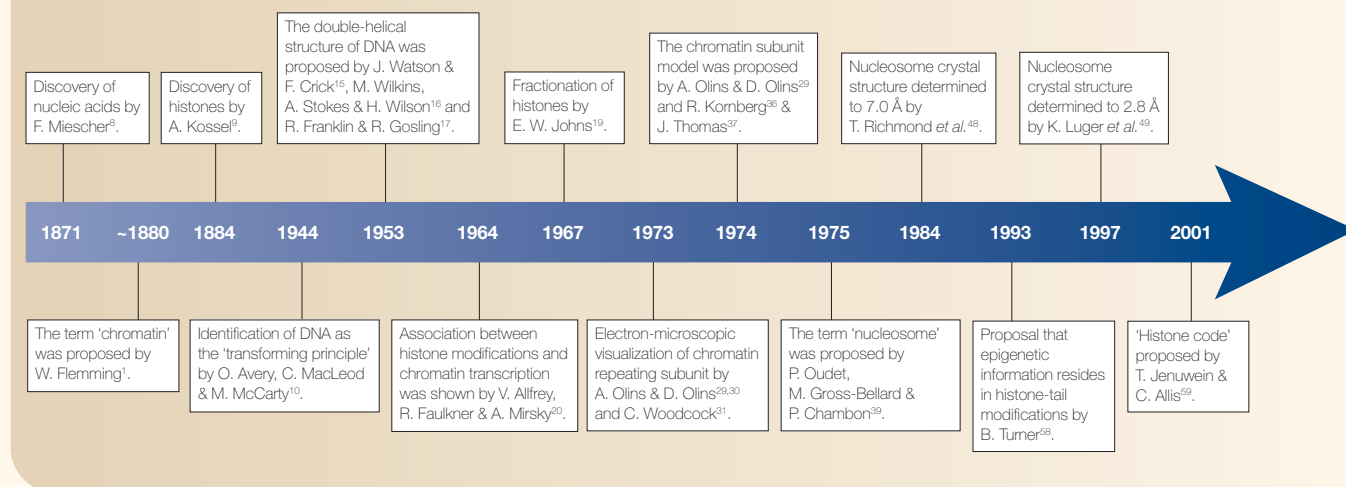 Discovery of
nucleic acids by
F. Miescher⁸.
Discovery of
histones by
A. Kossel⁹.
The double-helical
structure of DNA was
proposed by J. Watson &
F. Crick¹⁵, M. Wilkins,
A. Stokes & H. Wilson¹⁶ and
R. Franklin & R. Gosling¹⁷.
Fractionation of
histones by
E. W. Johns¹⁹.
The chromatin subunit
model was proposed
by A. Olins & D. Olins²⁹
and R. Kornberg³⁶ &
J. Thomas³⁷.
Nucleosome crystal
structure determined
to 7.0 Å by
T. Richmond et al.⁴⁸.
Nucleosome
crystal structure
determined to 2.8 Å
by K. Luger et al.⁴⁹.
1871 ~1880 1884 1944 1953 1964 1967 1973 1974 1975 1984 1993 1997 2001
The term ‘chromatin’
was proposed by
W. Flemming¹.
Identification of DNA as
the ‘transforming principle’
by O. Avery, C. MacLeod
& M. McCarty¹⁰.
Association between
histone modifications and
chromatin transcription
was shown by V. Allfrey,
R. Faulkner & A. Mirsky²⁰.
Electron-microscopic
visualization of chromatin
repeating subunit by
A. Olins & D. Olins²⁹,³⁰
and C. Woodcock³¹.
The term ‘nucleosome’
was proposed by
P. Oudet,
M. Gross-Bellard &
P. Chambon³⁹.
Proposal that
epigenetic
information resides
in histone-tail
modifications by
B. Turner⁵⁸.
‘Histone code’
proposed by
T. Jenuwein &
C. Allis⁵⁹.